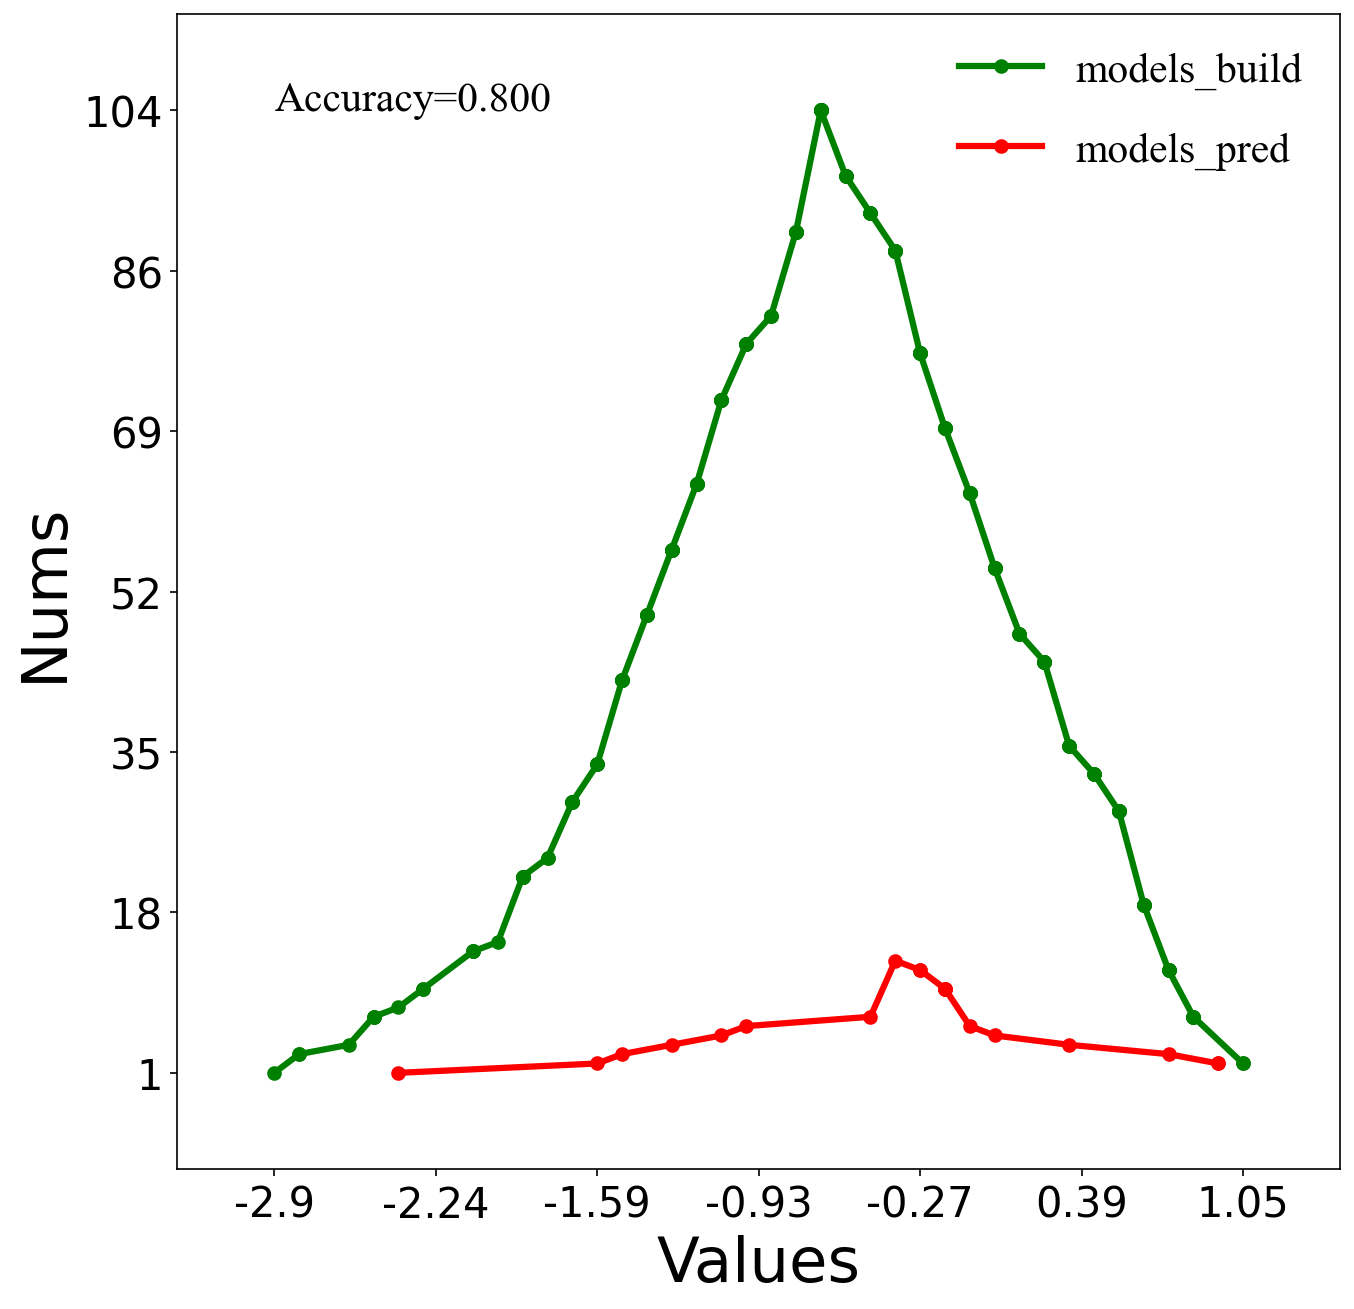 Accuracy=0.800
models_build
models_pred
104
86
69
52
35
18
1
Nums
-2.9 -2.24 -1.59 -0.93 -0.27 0.39 1.05
Values